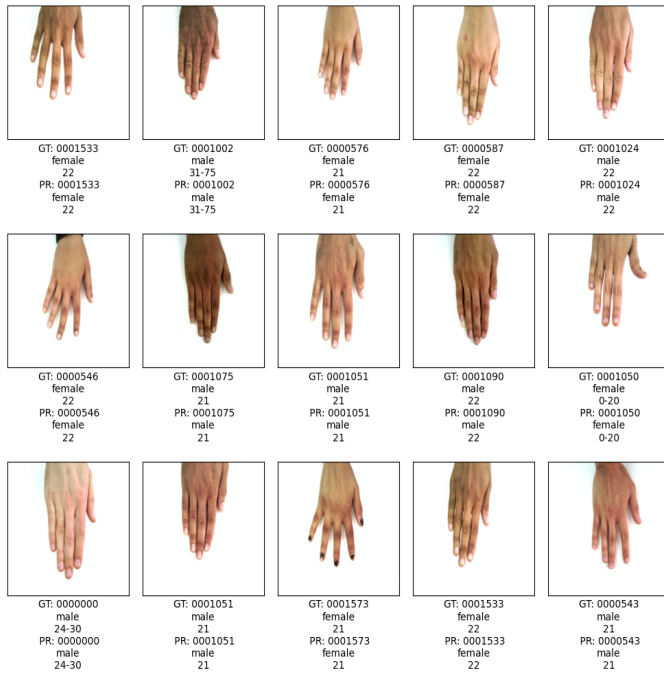 GT: 0001533
female
22
PR: 0001533
female
22
GT: 0001002
male
31-75
PR: 0001002
male
31-75
GT: 0000576
female
21
PR: 0000576
female
21
GT: 0000587
female
22
PR: 0000587
female
22
GT: 0001024
male
22
PR: 0001024
male
22
GT: 0000546
female
22
PR: 0000546
female
22
GT: 0001075
male
21
PR: 0001075
male
21
GT: 0001051
male
21
PR: 0001051
male
21
GT: 0001090
male
22
PR: 0001090
male
22
GT: 0001050
female
0-20
PR: 0001050
female
0-20
GT: 0000000
male
24-30
PR: 0000000
male
24-30
GT: 0001051
male
21
PR: 0001051
male
21
GT: 0001573
female
21
PR: 0001573
female
21
GT: 0001533
female
22
PR: 0001533
female
22
GT: 0000543
male
21
PR: 0000543
male
21